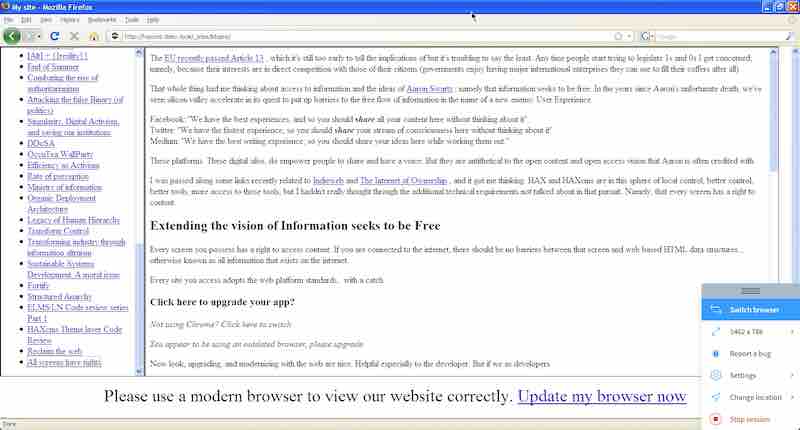 My site - Mozilla Firefox
File Edit View History Bookmarks Tools Help
Google
[Alt] + {{reality}}
End of Summer
Combating the rise of
authoritarianism
Attacking the false Binary (of
politics)
Singularity, Digital Activism,
and saving our institutions
DDoSA
OccuTea WallParty
Efficiency as Activism
Rate of perception
Ministry of information
Organic Deployment
Architecture
Legacy of Human Hierarchy
Transform Control
Transforming industry through
information altruism
Sustainable Systems
Development: A moral issue
Fortify
Structured Anarchy
ELMS:LN Code review series
Part 1
HAXcms Theme layer Code
Review
Reclaim the web
All screens have rights
The EU recently passed Article 13 , which it's still too early to tell the implications of but it's troubling to say the least. Any time people start trying to legislate 1s and 0s I get concerned;
namely, because their interests are in direct competition with those of their citizens (governments enjoy having major international enterprises they can use to fill their coffers after all)
That whole thing had me thinking about access to information and the ideas of Aaron Swartz ; namely that information seeks to be free. In the years since Aaron's unfortunate death, we've
seen silicon valley accelerate in its quest to put up barriers to the free flow of information in the name of a new enemy: User Experience.
Facebook: "We have the best experiences, and so you should share all your content here without thinking about it".
Twitter: "We have the fastest experience; so you should share your stream of consciousness here without thinking about it"
Medium: "We have the best writing experience; so you should share your ideas here while working them out."
These platforms. These digital silos, do empower people to share and have a voice. But they are antithetical to the open content and open access vision that Aaron is often credited with.
I was passed along some links recently related to Indieweb and The Internet of Ownership , and it got me thinking. HAX and HAXcms are in this sphere of local control, better control,
better tools, more access to those tools; but I hadn't really thought through the additional technical requirements not talked about in that pursuit. Namely, that every screen has a right to
content.
Extending the vision of Information seeks to be Free
Every screen you possess has a right to access content. If you are connected to the internet, there should be no barriers between that screen and web based HTML data structures...
otherwise known as all information that exists on the internet.
Every site you access adopts the web platform standards, with a catch.
Click here to upgrade your app?
Not using Chrome? Click here to switch
You appear to be using an outdated browser, please upgrade
Now look, upgrading, and modernizing with the web are nice. Helpful especially to the developer. But if we as developers
Switch browser
Report a bug
Settings
Change location
Stop session
Please use a modern browser to view our website correctly. Update my browser now
Done